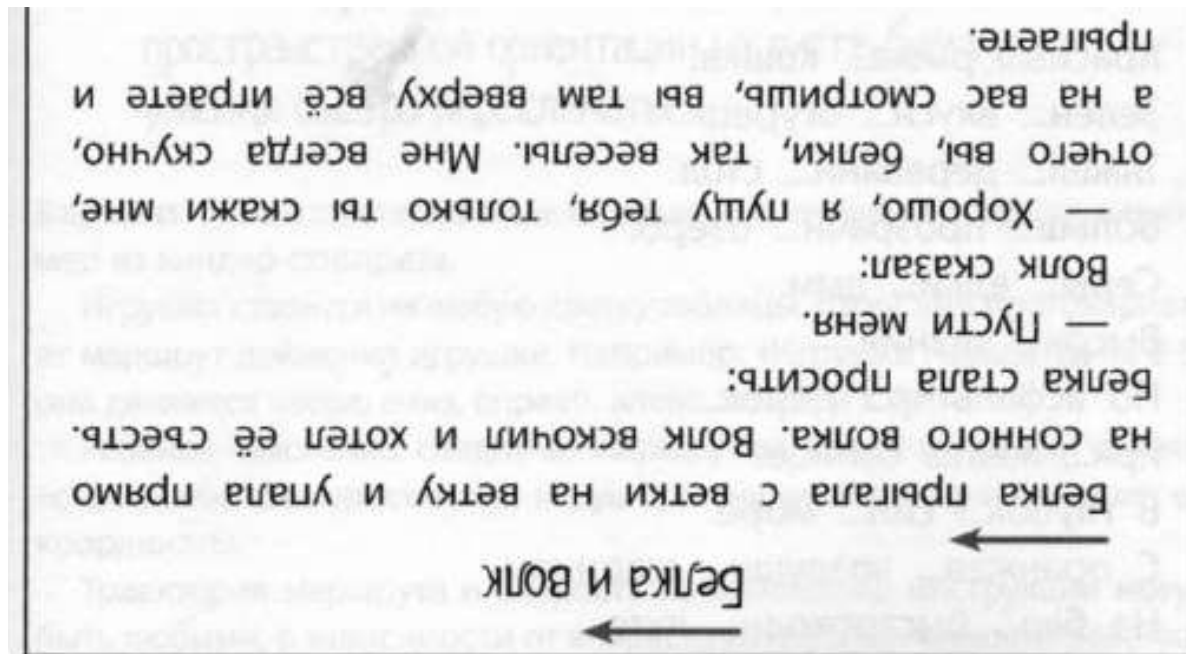 Белка и волк
Белка прыгала с ветки на ветку и упала прямо
на сонного волка. Волк вскочил и хотел её съесть.
Белка стала просить:
— Пусти меня.
Волк сказал:
— Хорошо, я пущу тебя, только ты скажи мне,
отчего вы, белки, так веселы. Мне всегда скучно,
а на вас смотришь, вы там вверху всё играете и
прыгаете.